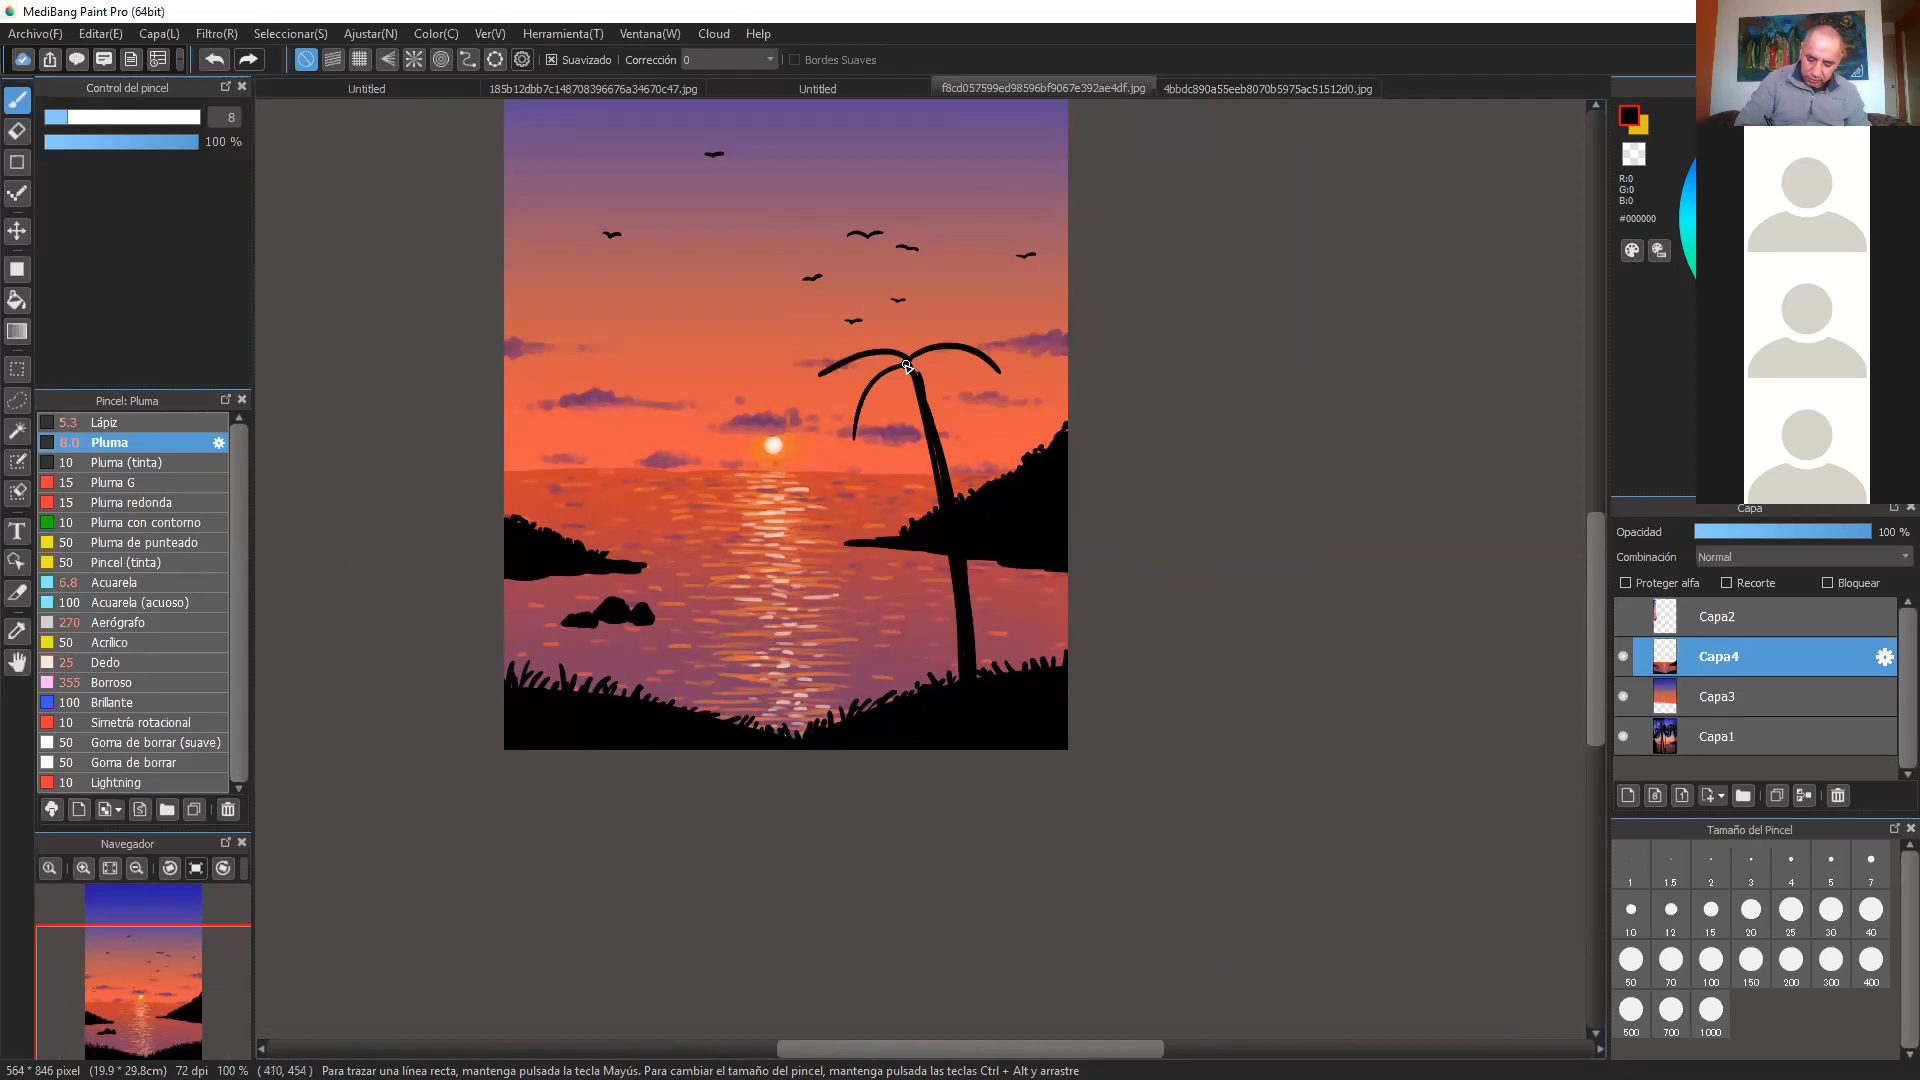 MediBang Paint Pro (64bit)
Archivo(F) Editar(E) Capa(L) Filtro(R) Seleccionar(S) Ajustar(N) Color(C) Ver(V) Herramienta(T) Ventana(W) Cloud Help
Suavizado Corrección 0 Bordes Suaves
Control del pincel
Untitled 185b12dbb7c148708396676a34670c47.jpg Untitled f8cd057599ed98596bf9067e392ae4df.jpg 4bbdc890a55eeb8070b5975ac51512d0.jpg
8
100 %
R:0
G:0
B:0
#000000
Pincel: Pluma
5.3 Lápiz
8.0 Pluma
10 Pluma (tinta)
15 Pluma G
15 Pluma redonda
10 Pluma con contorno
50 Pluma de punteado
50 Pincel (tinta)
6.8 Acuarela
100 Acuarela (acuoso)
270 Aerógrafo
50 Acrílico
25 Dedo
355 Borroso
100 Brillante
10 Simetría rotacional
50 Goma de borrar (suave)
50 Goma de borrar
10 Lightning
Capa
Opacidad 100 %
Combinación Normal
Proteger alfa Recorte Bloquear
Capa2
Capa4
Capa3
Capa1
Navegador
Tamaño del Pincel
1 1.5 2 3 4 5 7
10 12 15 20 25 30 40
50 70 100 150 200 300 400
500 700 1000
564 * 846 pixel (19.9 * 29.8cm) 72 dpi 100 % ( 410, 454 ) Para trazar una línea recta, mantenga pulsada la tecla Mayús. Para cambiar el tamaño del pincel, mantenga pulsadas las teclas Ctrl + Alt y arrastre